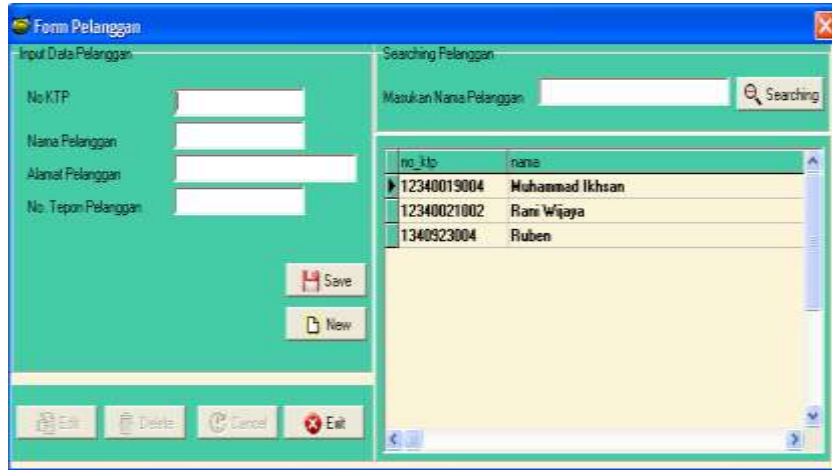 Form Pelanggan
Input Data Pelanggan
No KTP
Nama Pelanggan
Alamat Pelanggan
No. Tepon Pelanggan
Save
New
Edit
Delete
Cancel
Exit
Searching Pelanggan
Masukan Nama Pelanggan
Searching
no_ktp nama
12340019004 Muhammad Ikhsan
12340021002 Rani Wijaya
1340923004 Ruben